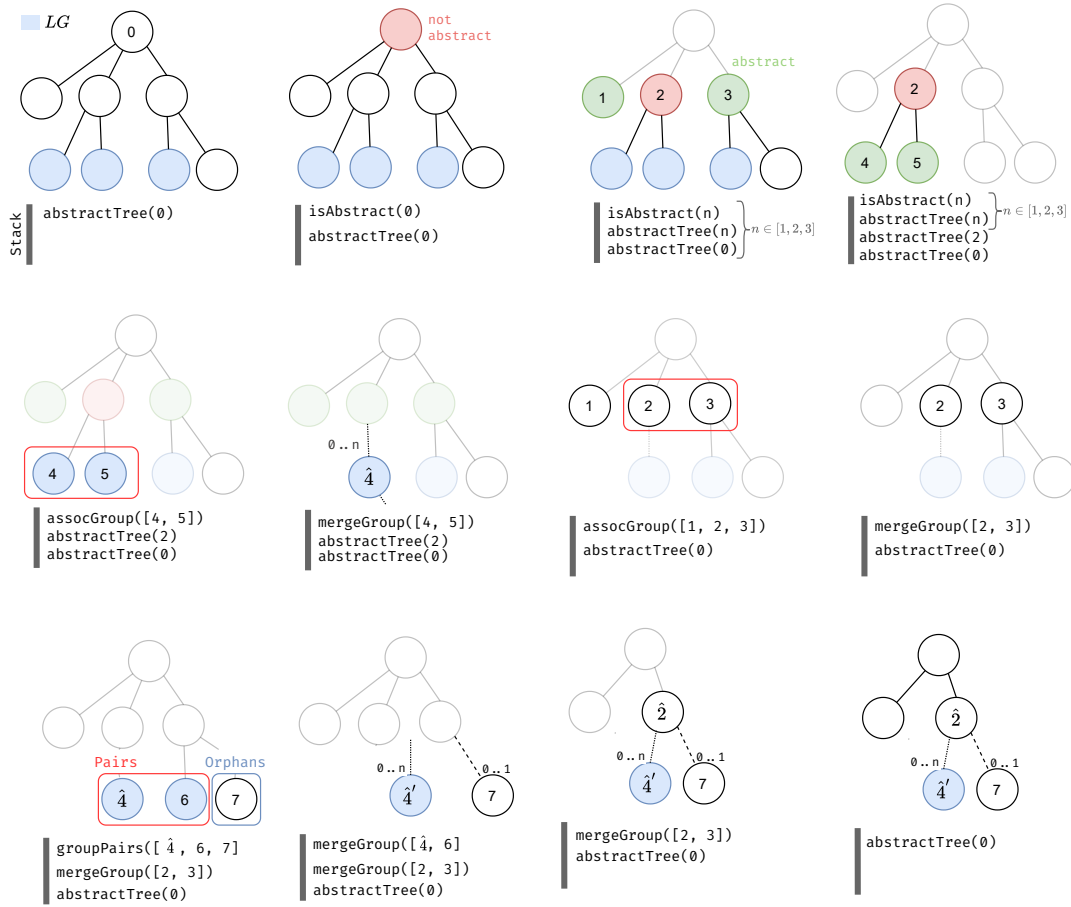 LG
0
Stack
abstractTree(0)
not
abstract
isAbstract(0)
abstractTree(0)
abstract
1
2
3
isAbstract(n)
abstractTree(n)
abstractTree(0)
n ∈ [1, 2, 3]
2
4
5
isAbstract(n)
abstractTree(n)
abstractTree(2)
abstractTree(0)
n ∈ [1, 2, 3]
4
5
assocGroup([4, 5])
abstractTree(2)
abstractTree(0)
0..n
4̂
mergeGroup([4, 5])
abstractTree(2)
abstractTree(0)
1
2
3
assocGroup([1, 2, 3])
abstractTree(0)
2
3
mergeGroup([2, 3])
abstractTree(0)
Pairs
Orphans
4̂
6
7
groupPairs([ 4̂ , 6, 7]
mergeGroup([2, 3])
abstractTree(0)
0..n
0..1
4̂′
7
mergeGroup([4̂, 6]
mergeGroup([2, 3])
abstractTree(0)
2̂
0..n
0..1
4̂′
7
mergeGroup([2, 3])
abstractTree(0)
2̂
0..n
0..1
4̂′
7
abstractTree(0)